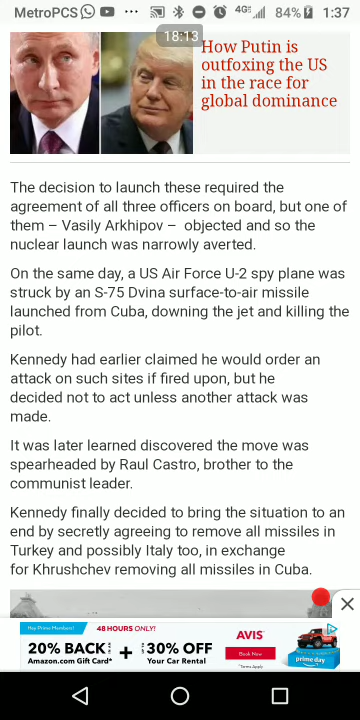 MetroPCS ... 4G 84% 1:37
18:13
How Putin is
outfoxing the US
in the race for
global dominance
The decision to launch these required the
agreement of all three officers on board, but one of
them – Vasily Arkhipov – objected and so the
nuclear launch was narrowly averted.
On the same day, a US Air Force U-2 spy plane was
struck by an S-75 Dvina surface-to-air missile
launched from Cuba, downing the jet and killing the
pilot.
Kennedy had earlier claimed he would order an
attack on such sites if fired upon, but he
decided not to act unless another attack was
made.
It was later learned discovered the move was
spearheaded by Raul Castro, brother to the
communist leader.
Kennedy finally decided to bring the situation to an
end by secretly agreeing to remove all missiles in
Turkey and possibly Italy too, in exchange
for Khrushchev removing all missiles in Cuba.
Hey Prime Members! 48 HOURS ONLY!
20% BACK + 30% OFF
Amazon.com Gift Card* Your Car Rental
AVIS
Book Now
*Terms Apply
prime day